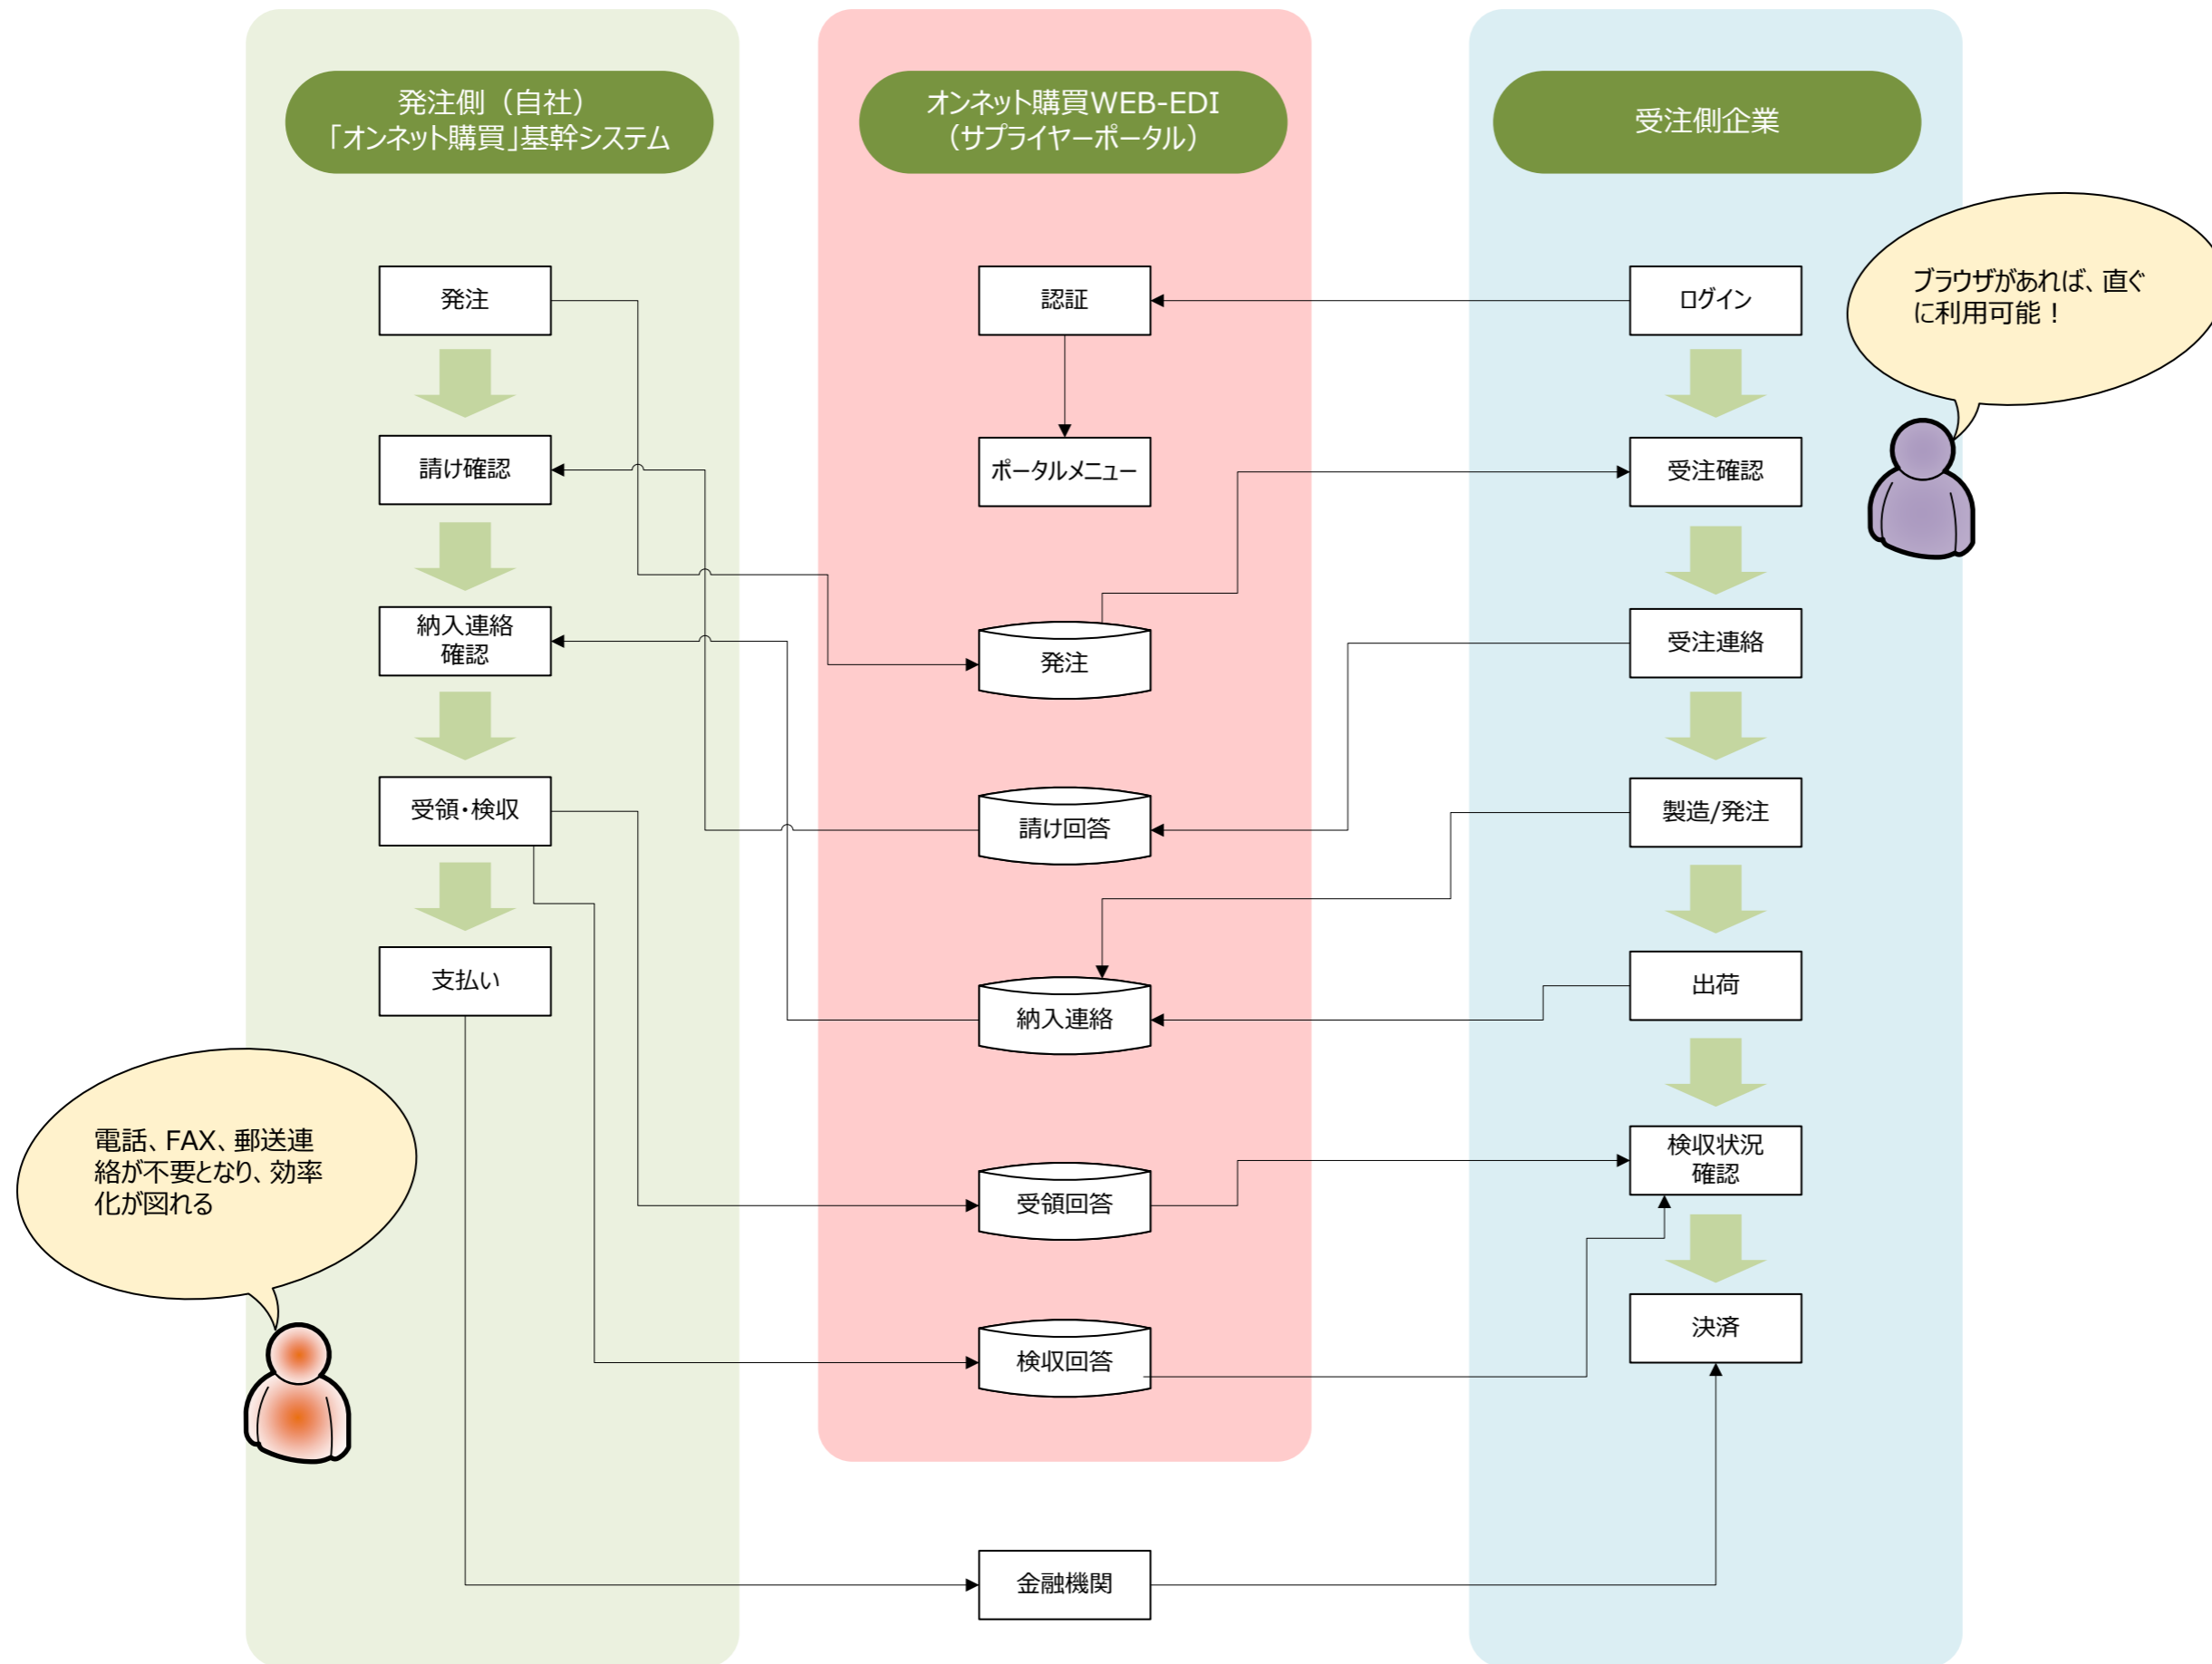 発注側（自社）
「オンネット購買」基幹システム
オンネット購買WEB-EDI
（サプライヤーポータル）
受注側企業
発注
請け確認
納入連絡
確認
受領・検収
支払い
電話、FAX、郵送連
絡が不要となり、効率
化が図れる
認証
ポータルメニュー
発注
請け回答
納入連絡
受領回答
検収回答
金融機関
ログイン
受注確認
受注連絡
製造/発注
出荷
検収状況
確認
決済
ブラウザがあれば、直ぐ
に利用可能！